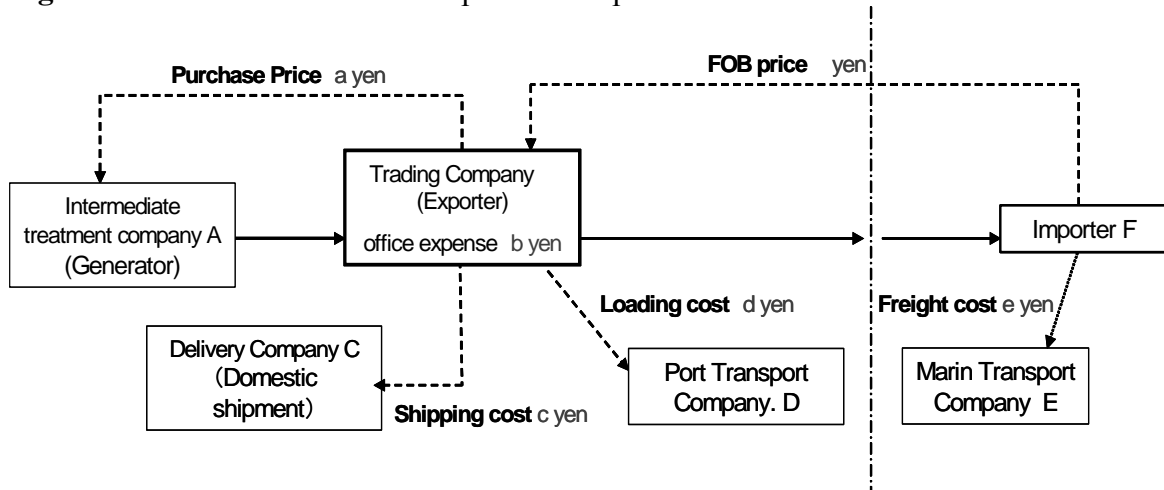 Purchase Price a yen
FOB price yen
Trading Company
(Exporter)
office expense b yen
Intermediate
treatment company A
(Generator)
Importer F
Loading cost d yen
Freight cost e yen
Delivery Company C
(Domestic
shipment)
Shipping cost c yen
Port Transport
Company. D
Marin Transport
Company E